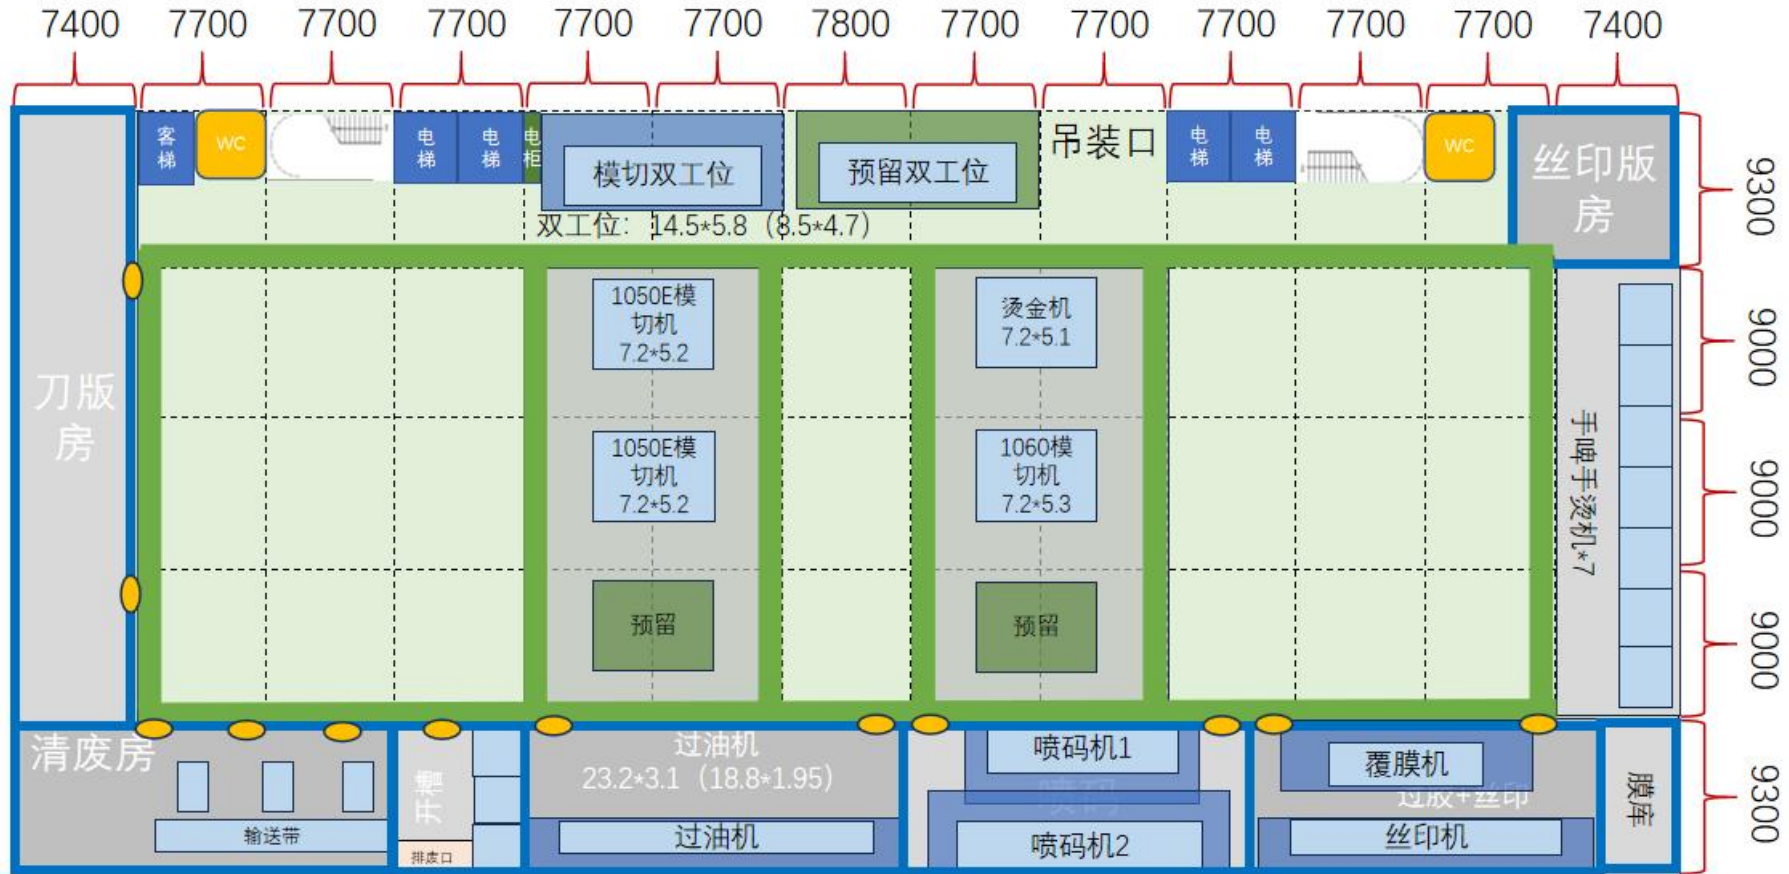 7400 7700 7700 7700 7700 7700 7800 7700 7700 7700 7700 7700 7400
客梯
WC
电梯
电梯
电柜
模切双工位
预留双工位
吊装口
电梯
电梯
WC
丝印版
房
9300
双工位：14.5*5.8（8.5*4.7）
刀版
房
1050E模
切机
7.2*5.2
烫金机
7.2*5.1
9000
1050E模
切机
7.2*5.2
1060模
切机
7.2*5.3
手啤手烫机*7
9000
预留
预留
9000
清废房
输送带
开槽
排废口
过油机
23.2*3.1（18.8*1.95）
过油机
喷码机1
喷码
喷码机2
覆膜机
过胶+丝印
丝印机
膜库
9300